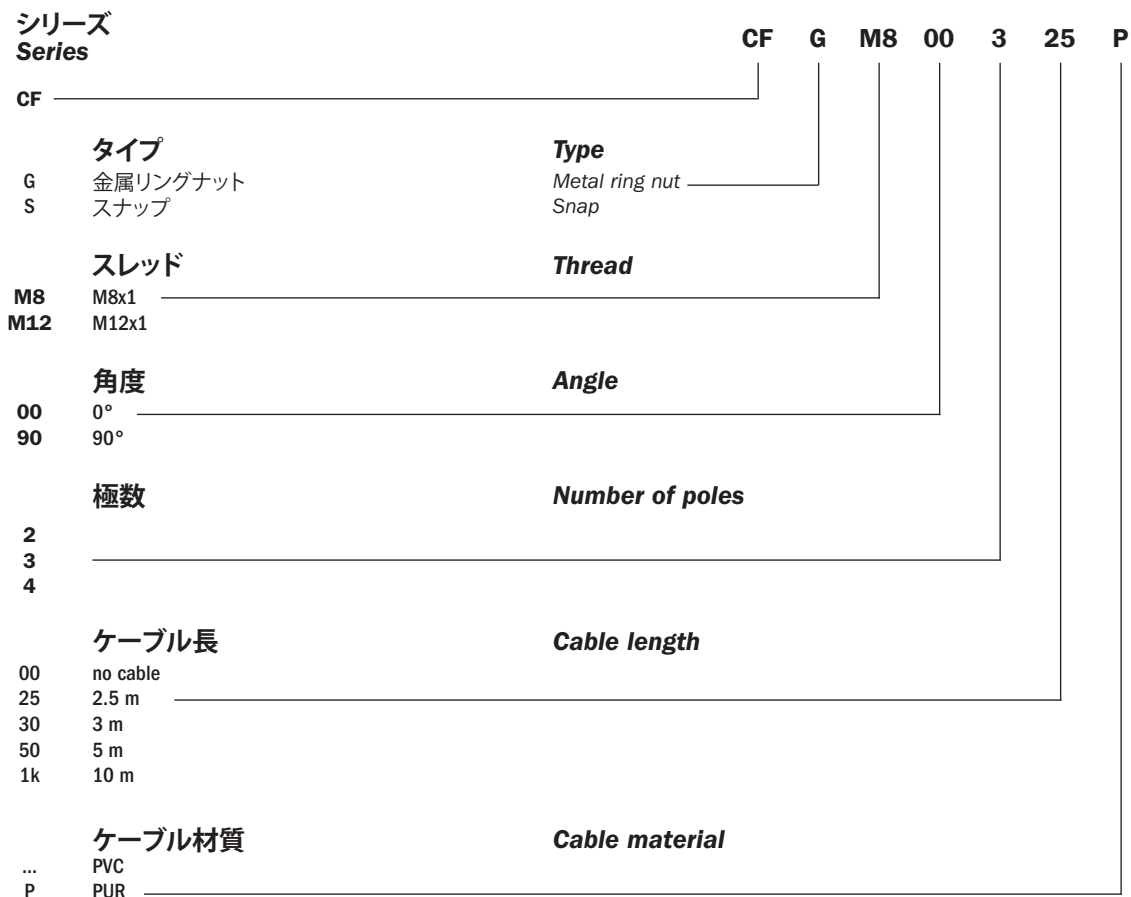 シリーズ
Series
CF G M8 00 3 25 P
CF
タイプ Type
G 金属リングナット Metal ring nut
S スナップ Snap
スレッド Thread
M8 M8x1
M12 M12x1
角度 Angle
00 0°
90 90°
極数 Number of poles
2
3
4
ケーブル長 Cable length
00 no cable
25 2.5 m
30 3 m
50 5 m
1k 10 m
ケーブル材質 Cable material
... PVC
P PUR